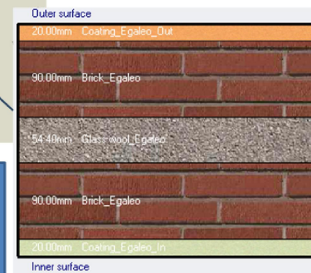 Outer surface
20.00mm Coating_Egaleo_Out
90.00mm Brick_Egaleo
54.40mm Glass wool_Egaleo
90.00mm Brick_Egaleo
20.00mm Coating_Egaleo_In
Inner surface